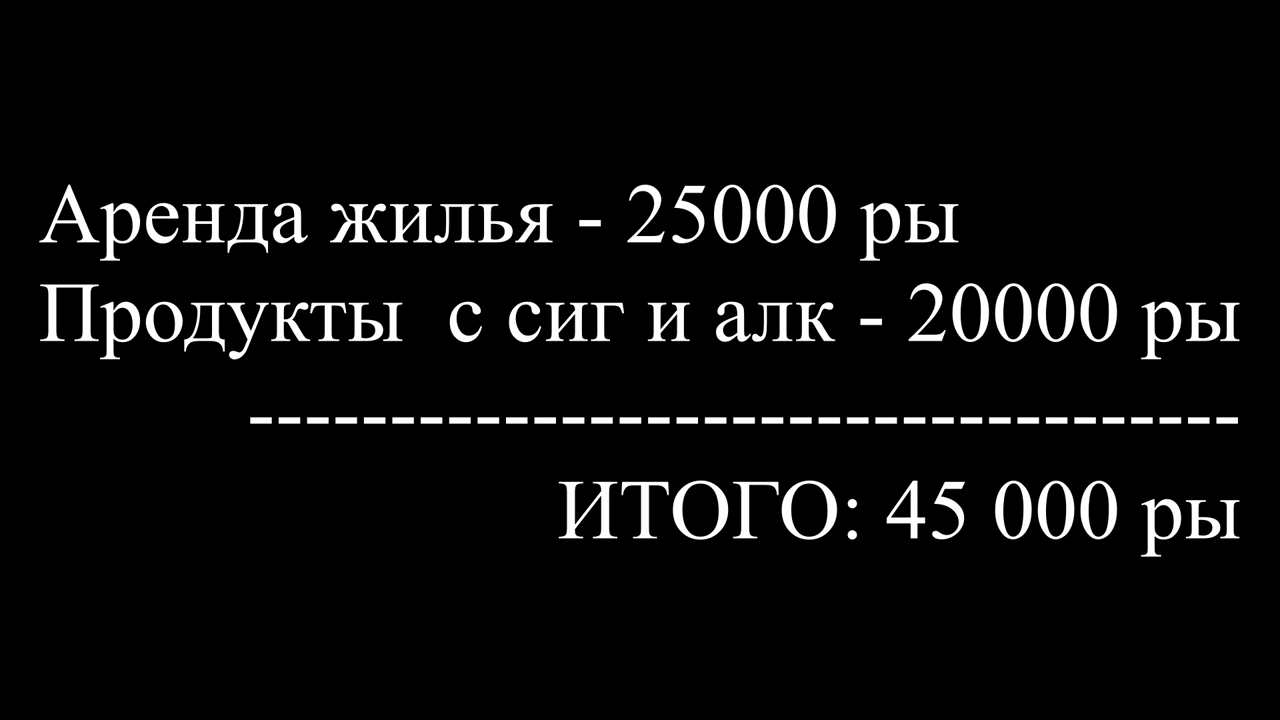 Аренда жилья - 25000 ры
Продукты  с сиг и алк - 20000 ры
-----------------------------------
ИТОГО: 45 000 ры